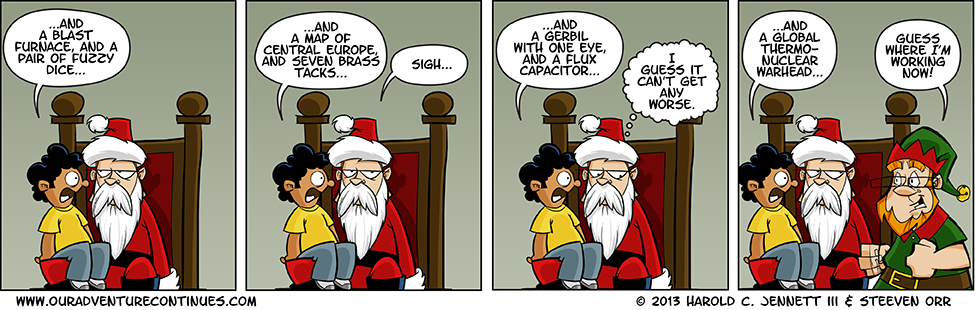 ...AND
A BLAST
FURNACE, AND A
PAIR OF FUZZY
DICE...
...AND
A MAP OF
CENTRAL EUROPE,
AND SEVEN BRASS
TACKS...
SIGH...
...AND
A GERBIL
WITH ONE EYE,
AND A FLUX
CAPACITOR...
I
GUESS IT
CAN'T GET
ANY
WORSE.
...AND
A GLOBAL
THERMO-
NUCLEAR
WARHEAD...
GUESS
WHERE I'M
WORKING
NOW!
WWW.OURADVENTURECONTINUES.COM
© 2013 HAROLD C. JENNETT III & STEEVEN ORR